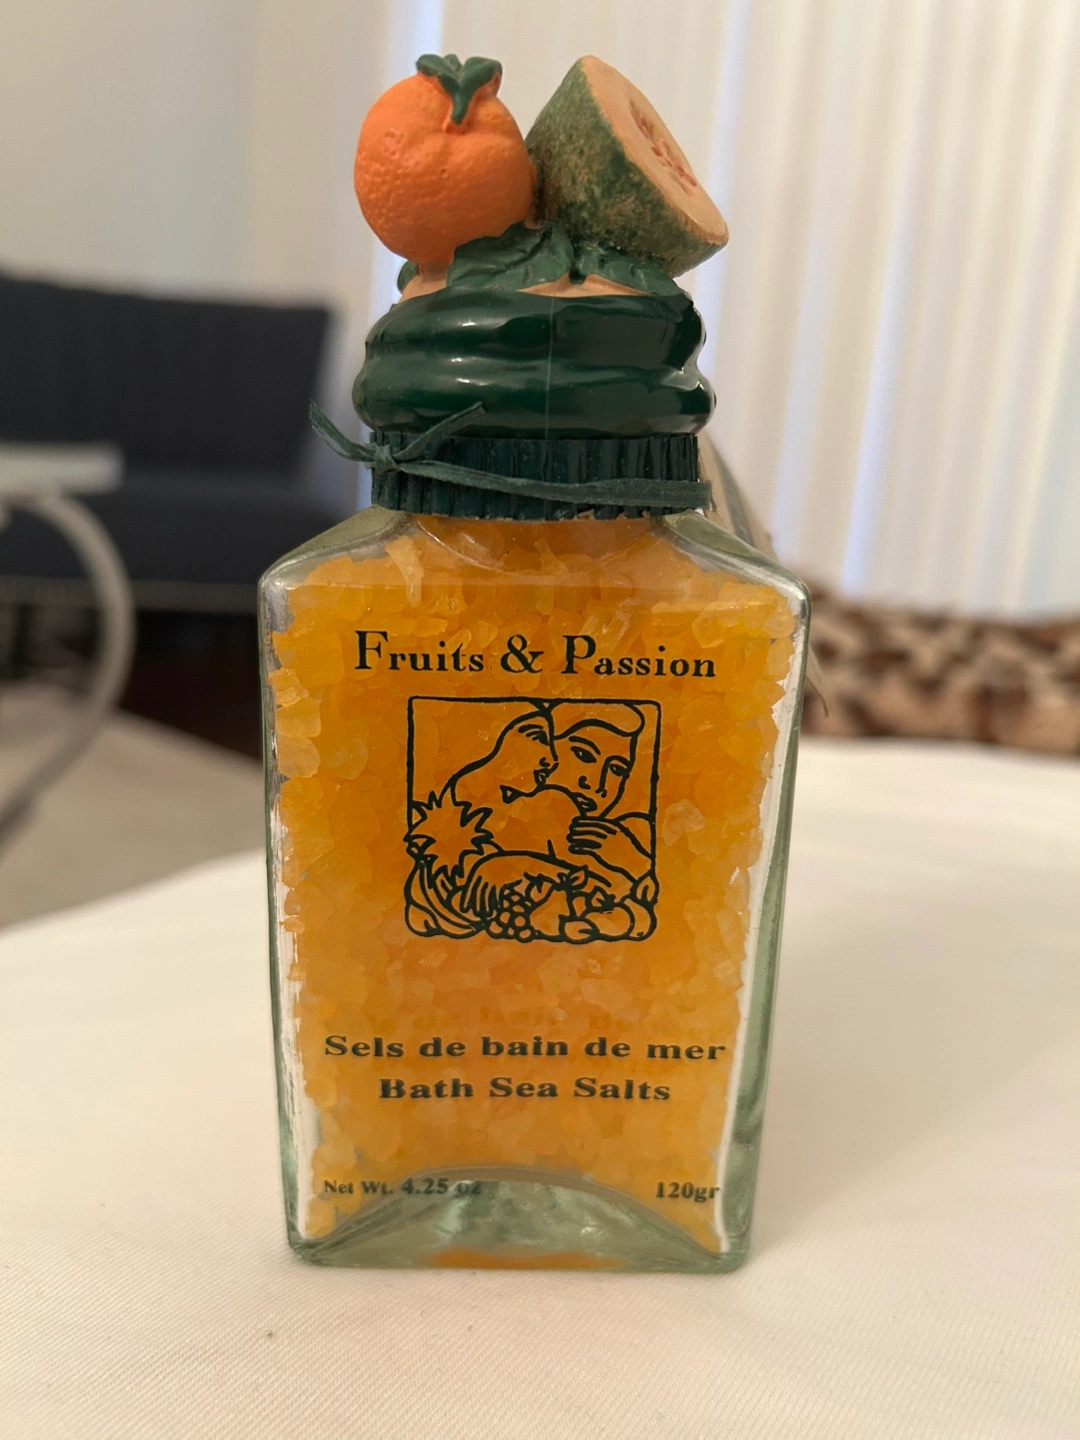 Fruits & Passion
Sels de bain de mer
Bath Sea Salts
Net Wt. 4.25 oz 120gr